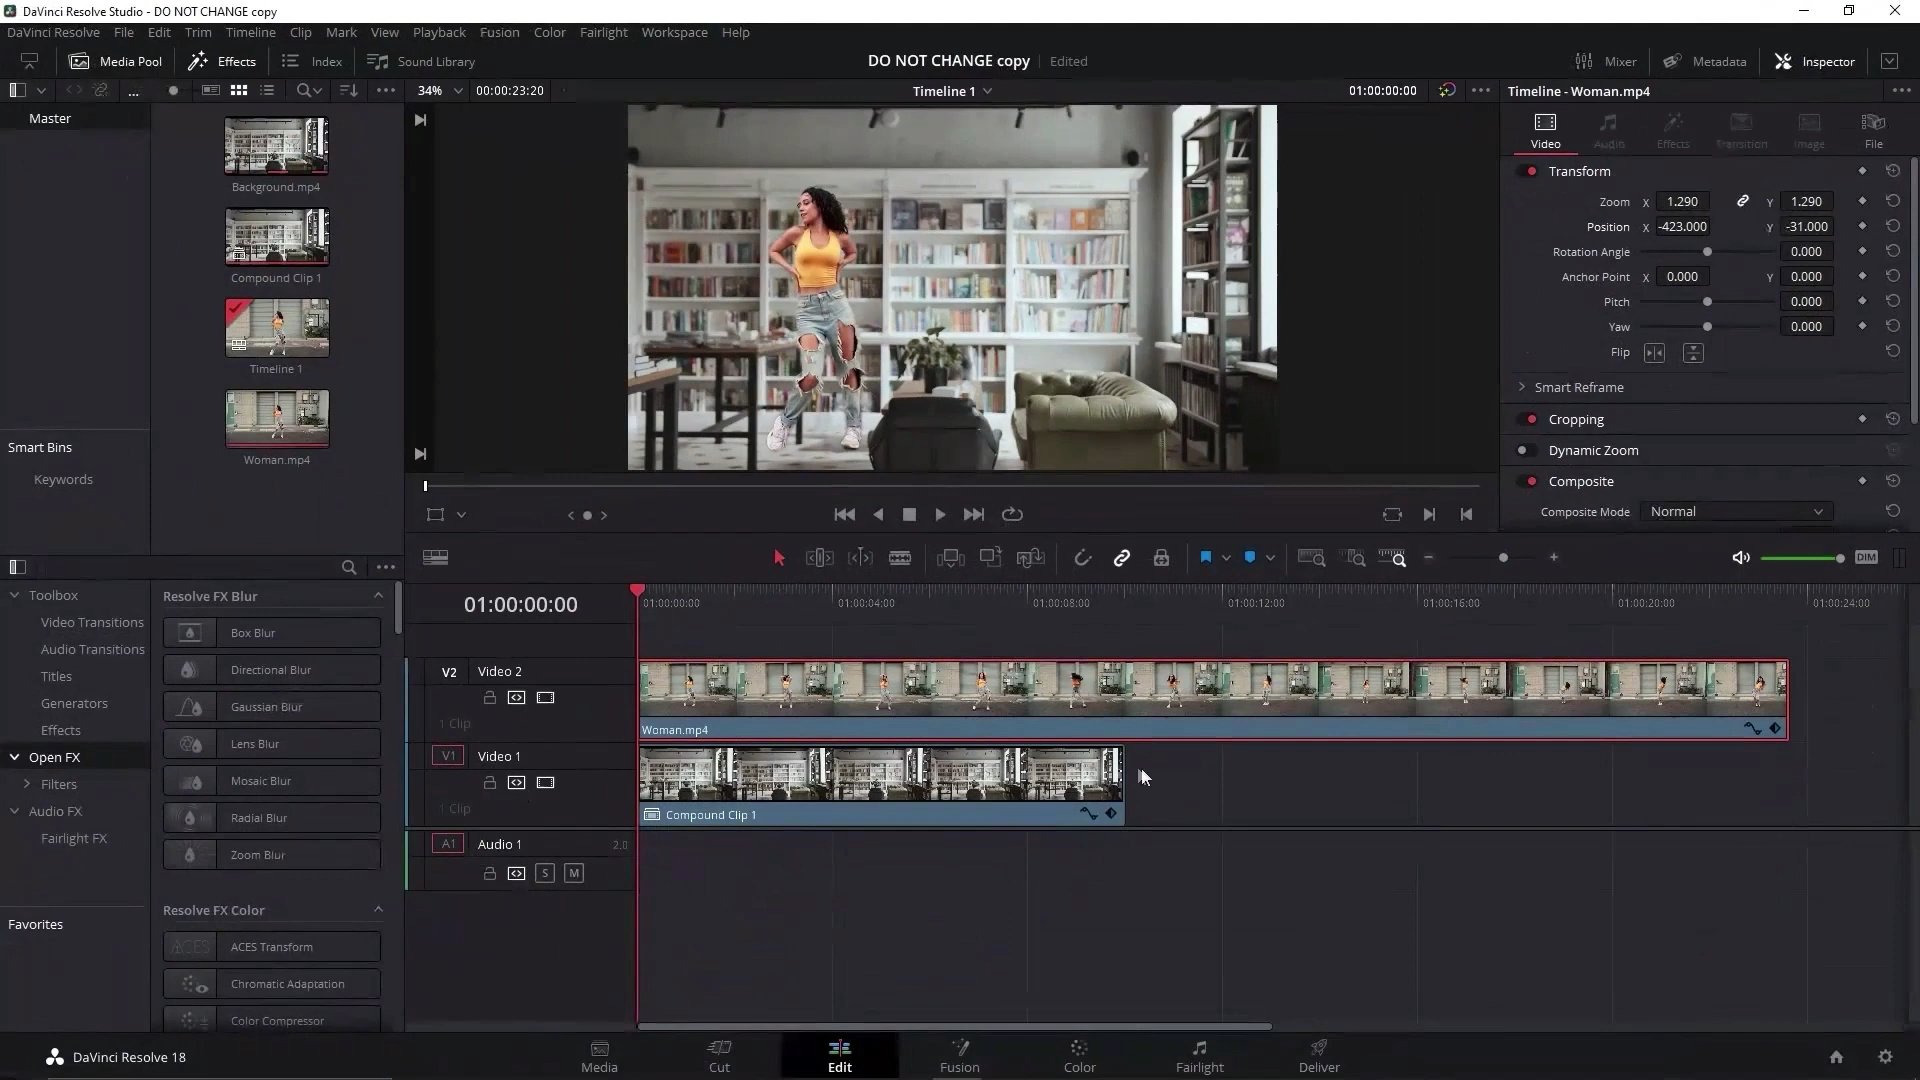 DaVinci Resolve Studio - DO NOT CHANGE copy
DaVinci Resolve File Edit Trim Timeline Clip Mark View Playback Fusion Color Fairlight Workspace Help
Media Pool Effects Index Sound Library DO NOT CHANGE copy Edited Mixer Metadata Inspector
34% 00:00:23:20 Timeline 1 01:00:00:00 Timeline - Woman.mp4
Master
Background.mp4
Compound Clip 1
Timeline 1
Woman.mp4
Smart Bins
Keywords
Video Audio Effects Transition Image File
Transform
Zoom X 1.290 Y 1.290
Position X -423.000 Y -31.000
Rotation Angle 0.000
Anchor Point X 0.000 Y 0.000
Pitch 0.000
Yaw 0.000
Flip
Smart Reframe
Cropping
Dynamic Zoom
Composite
Composite Mode Normal
DIM
Toolbox
Video Transitions
Audio Transitions
Titles
Generators
Effects
Open FX
Filters
Audio FX
Fairlight FX
Favorites
Resolve FX Blur
Box Blur
Directional Blur
Gaussian Blur
Lens Blur
Mosaic Blur
Radial Blur
Zoom Blur
Resolve FX Color
ACES ACES Transform
Chromatic Adaptation
Color Compressor
01:00:00:00
01:00:00:00 01:00:04:00 01:00:08:00 01:00:12:00 01:00:16:00 01:00:20:00 01:00:24:00
V2 Video 2
1 Clip
Woman.mp4
V1 Video 1
1 Clip
Compound Clip 1
A1 Audio 1 2.0
S M
DaVinci Resolve 18
Media Cut Edit Fusion Color Fairlight Deliver